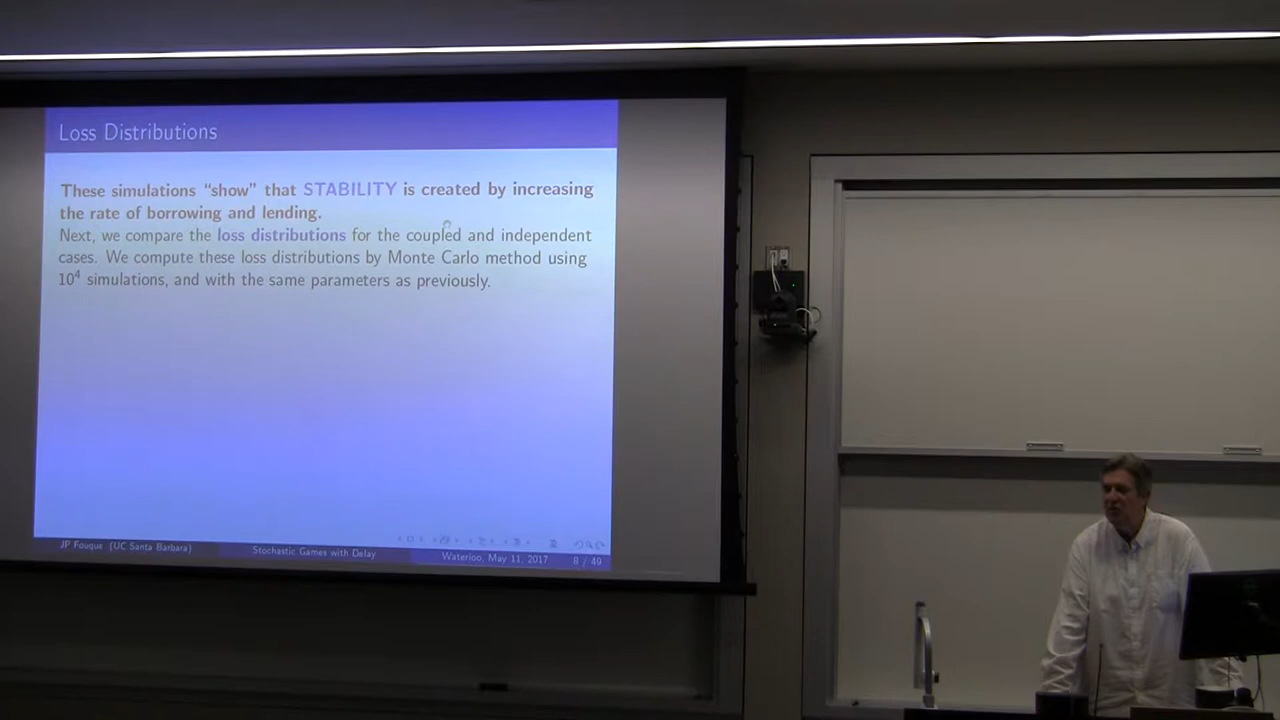 Loss Distributions
These simulations “show” that STABILITY is created by increasing
the rate of borrowing and lending.
Next, we compare the loss distributions for the coupled and independent
cases. We compute these loss distributions by Monte Carlo method using
10⁴ simulations, and with the same parameters as previously.
JP Fouque (UC Santa Barbara) Stochastic Games with Delay Waterloo, May 11, 2017 8 / 49